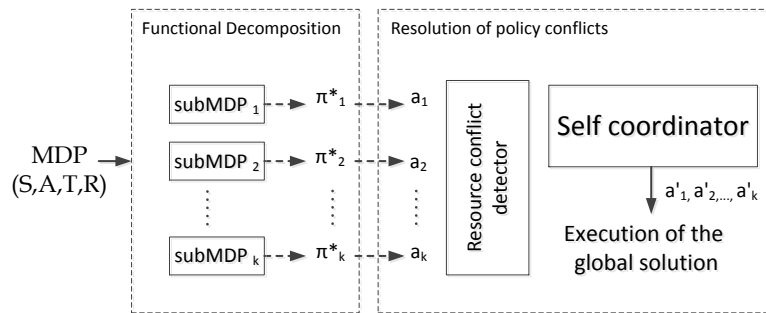 Functional Decomposition
Resolution of policy conflicts
MDP
(S,A,T,R)
subMDP 1
π*1
a1
subMDP 2
π*2
a2
subMDP k
π*k
ak
Resource conflict
detector
Self coordinator
a'1, a'2,..., a'k
Execution of the
global solution